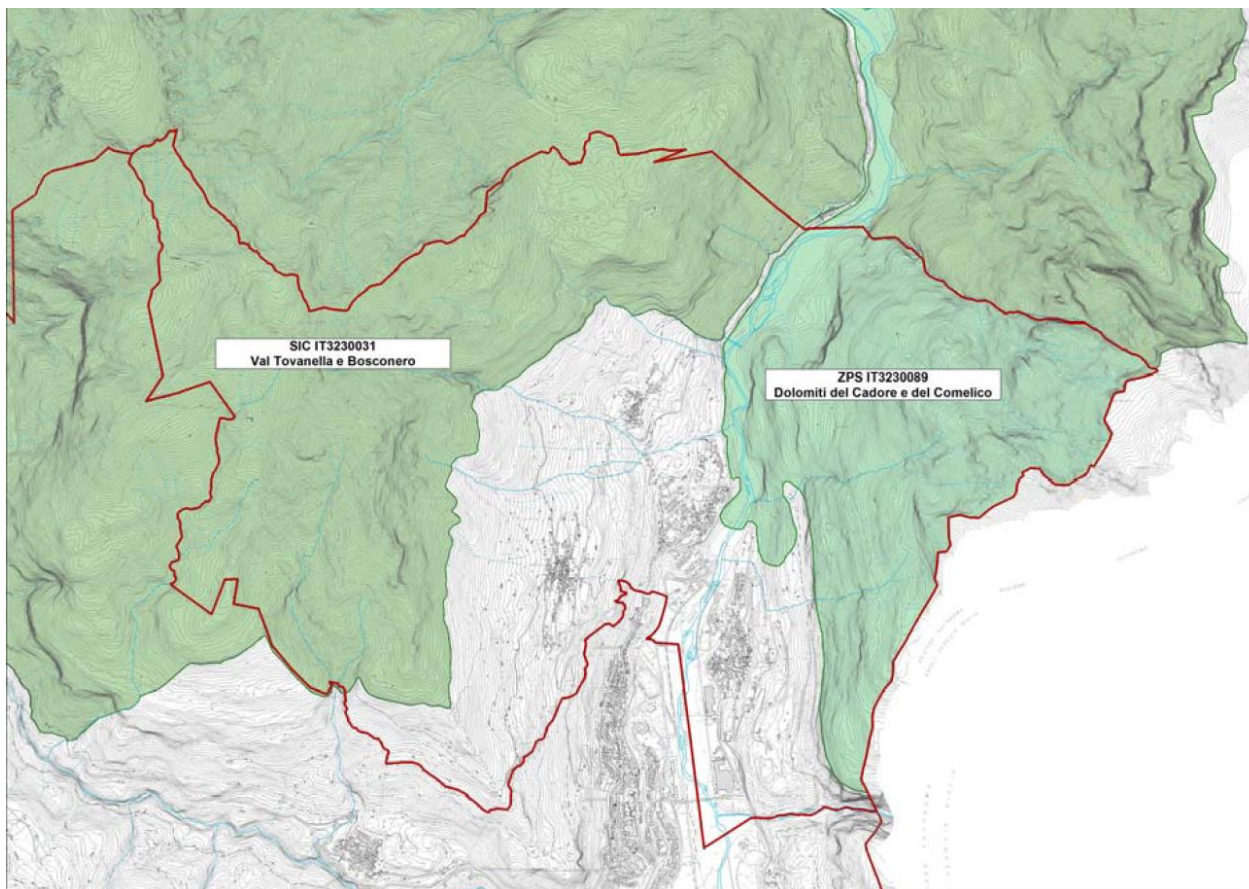 SIC IT3230031
Val Tovanella e Bosconero
ZPS IT3230089
Dolomiti del Cadore e del Comelico